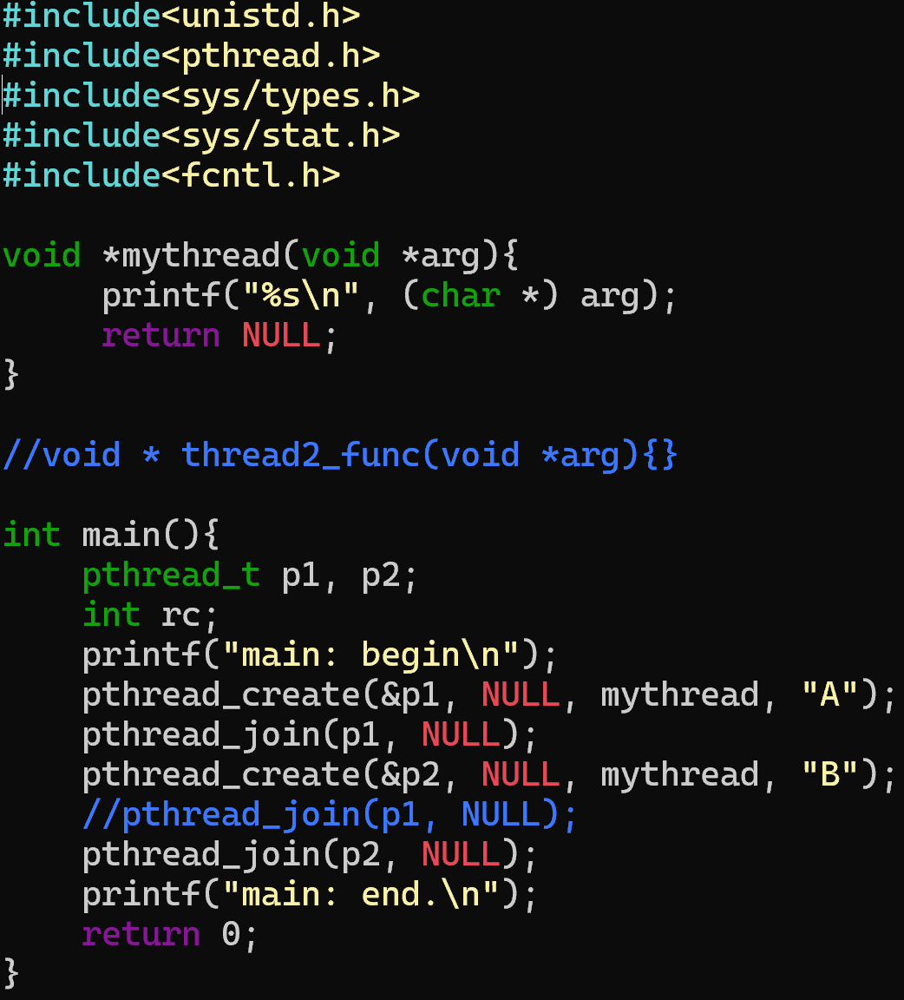 #include<unistd.h>
#include<pthread.h>
#include<sys/types.h>
#include<sys/stat.h>
#include<fcntl.h>

void *mythread(void *arg){
     printf("%s\n", (char *) arg);
     return NULL;
}

//void * thread2_func(void *arg){}

int main(){
    pthread_t p1, p2;
    int rc;
    printf("main: begin\n");
    pthread_create(&p1, NULL, mythread, "A");
    pthread_join(p1, NULL);
    pthread_create(&p2, NULL, mythread, "B");
    //pthread_join(p1, NULL);
    pthread_join(p2, NULL);
    printf("main: end.\n");
    return 0;
}